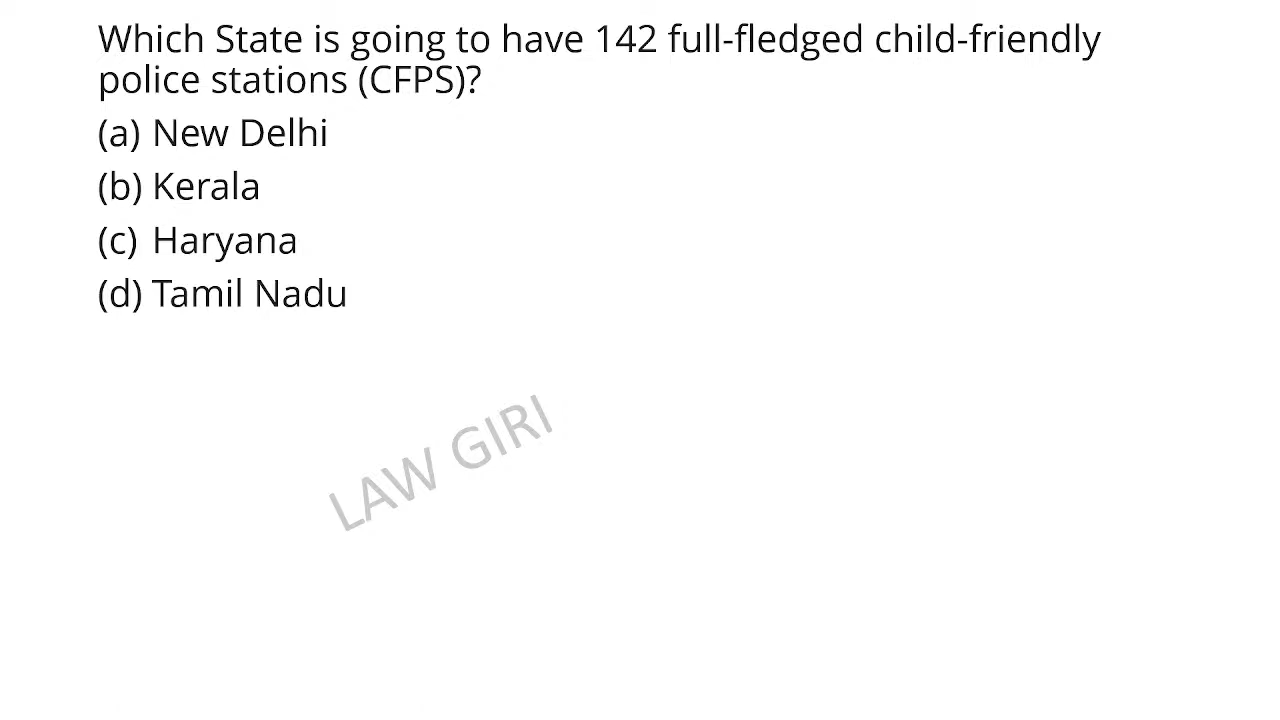 Which State is going to have 142 full-fledged child-friendly
police stations (CFPS)?
(a) New Delhi
(b) Kerala
(c) Haryana
(d) Tamil Nadu
LAW GIRI